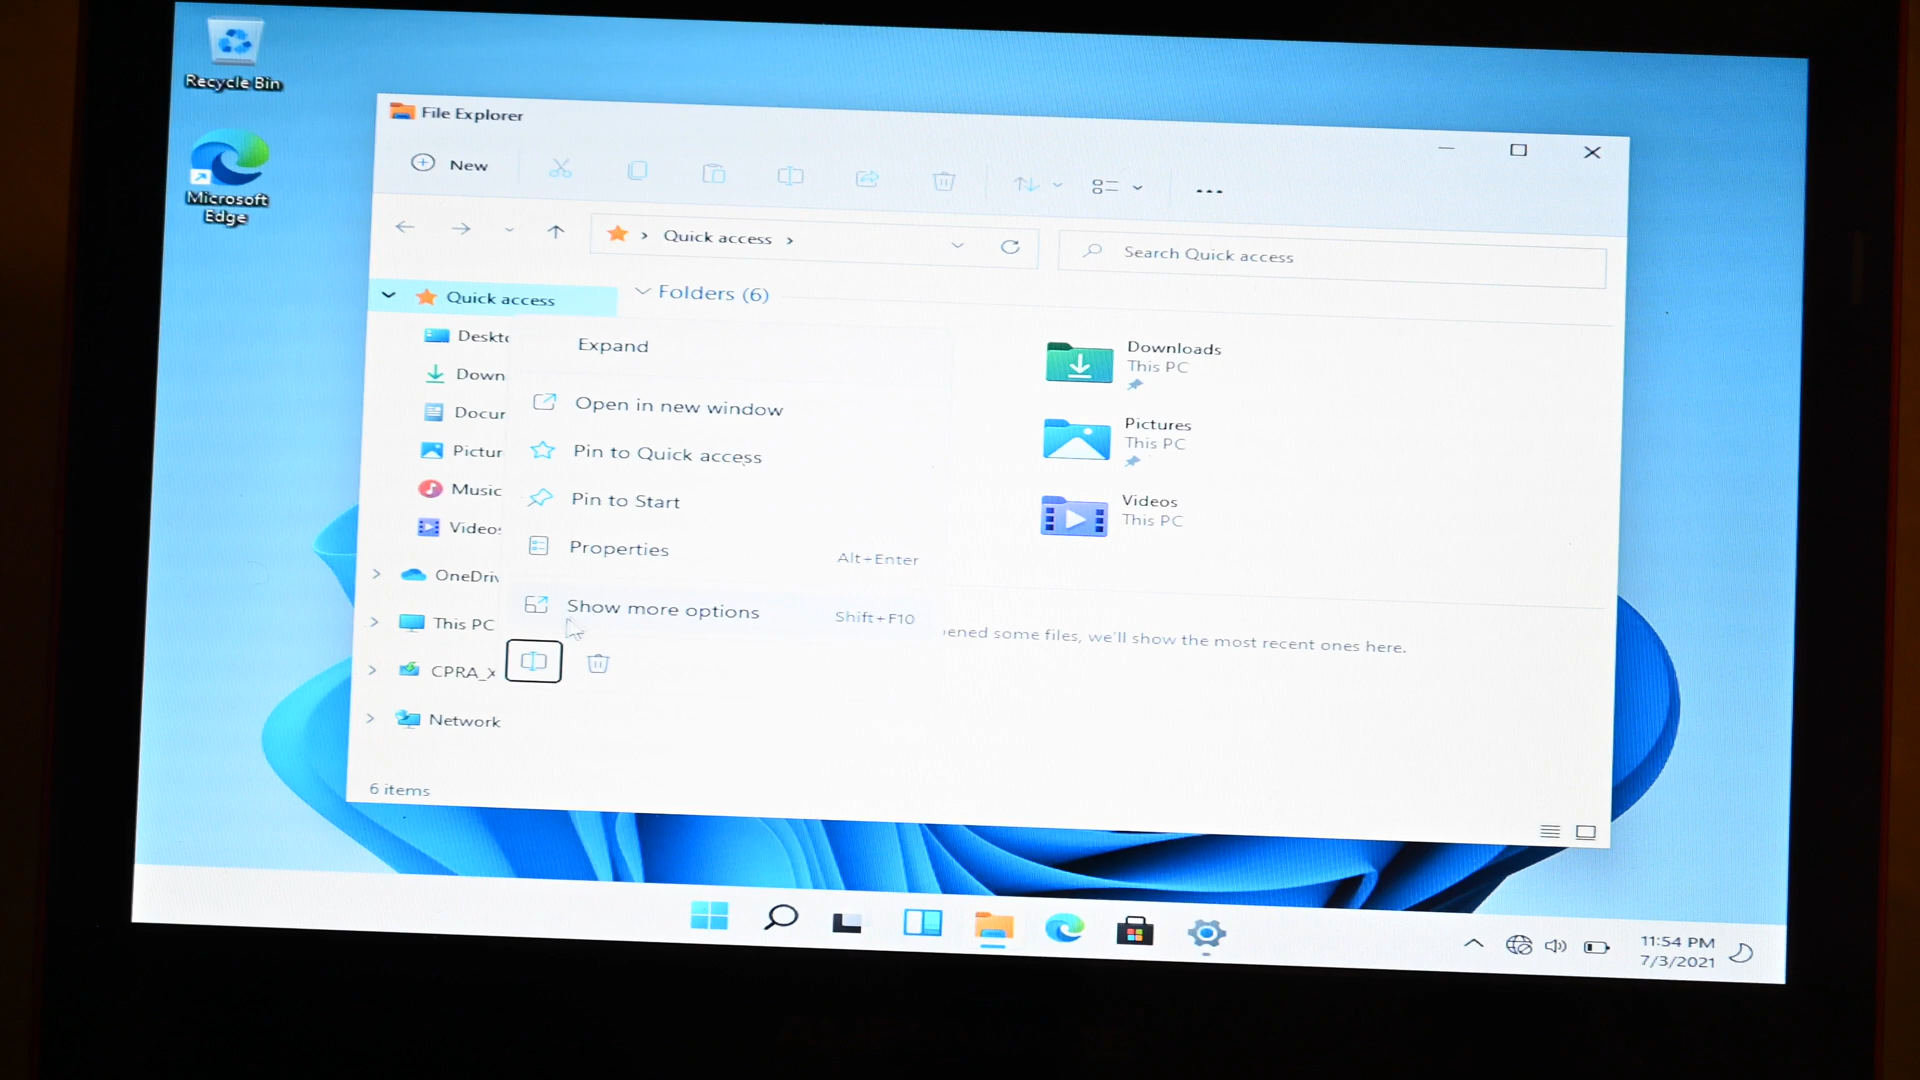 Recycle Bin
Microsoft
Edge
File Explorer
New
Quick access
Search Quick access
Quick access
Folders (6)
Deskto
Down
Docur
Pictur
Music
Video
OneDriv
This PC
CPRA_X
Network
Expand
Open in new window
Pin to Quick access
Pin to Start
Properties Alt+Enter
Show more options Shift+F10
Downloads
This PC
Pictures
This PC
Videos
This PC
ened some files, we'll show the most recent ones here.
6 items
11:54 PM
7/3/2021